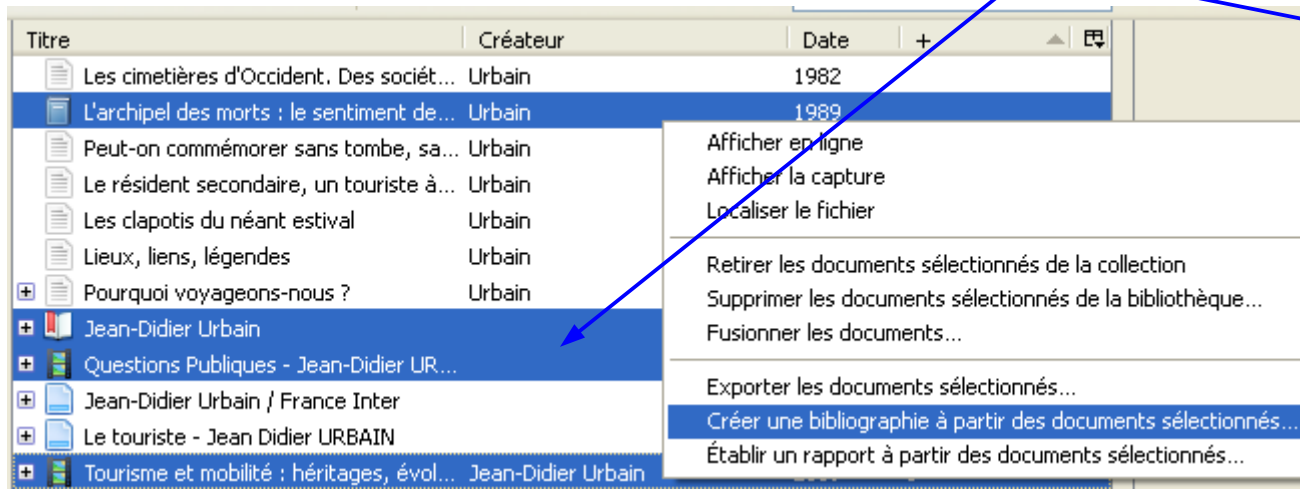 Titre Créateur Date +
Les cimetières d'Occident. Des sociét... Urbain 1982
L'archipel des morts : le sentiment de... Urbain 1989
Peut-on commémorer sans tombe, sa... Urbain
Le résident secondaire, un touriste à... Urbain
Les clapotis du néant estival Urbain
Lieux, liens, légendes Urbain
Pourquoi voyageons-nous ? Urbain
Jean-Didier Urbain
Questions Publiques - Jean-Didier UR...
Jean-Didier Urbain / France Inter
Le touriste - Jean Didier URBAIN
Tourisme et mobilité : héritages, évol... Jean-Didier Urbain
Afficher en ligne
Afficher la capture
Localiser le fichier
Retirer les documents sélectionnés de la collection
Supprimer les documents sélectionnés de la bibliothèque...
Fusionner les documents...
Exporter les documents sélectionnés...
Créer une bibliographie à partir des documents sélectionnés...
Établir un rapport à partir des documents sélectionnés...